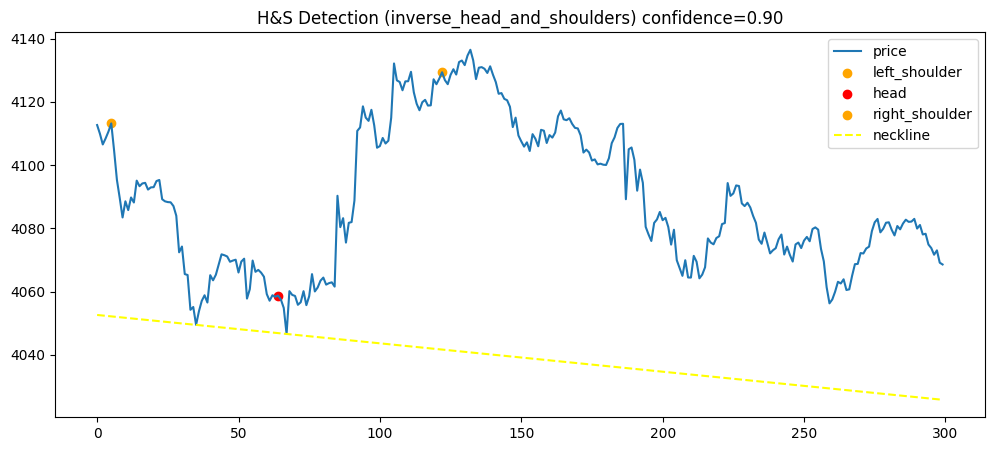 H&S Detection (inverse_head_and_shoulders) confidence=0.90
4140
4120
4100
4080
4060
4040
0
50
100
150
200
250
300
price
left_shoulder
head
right_shoulder
neckline